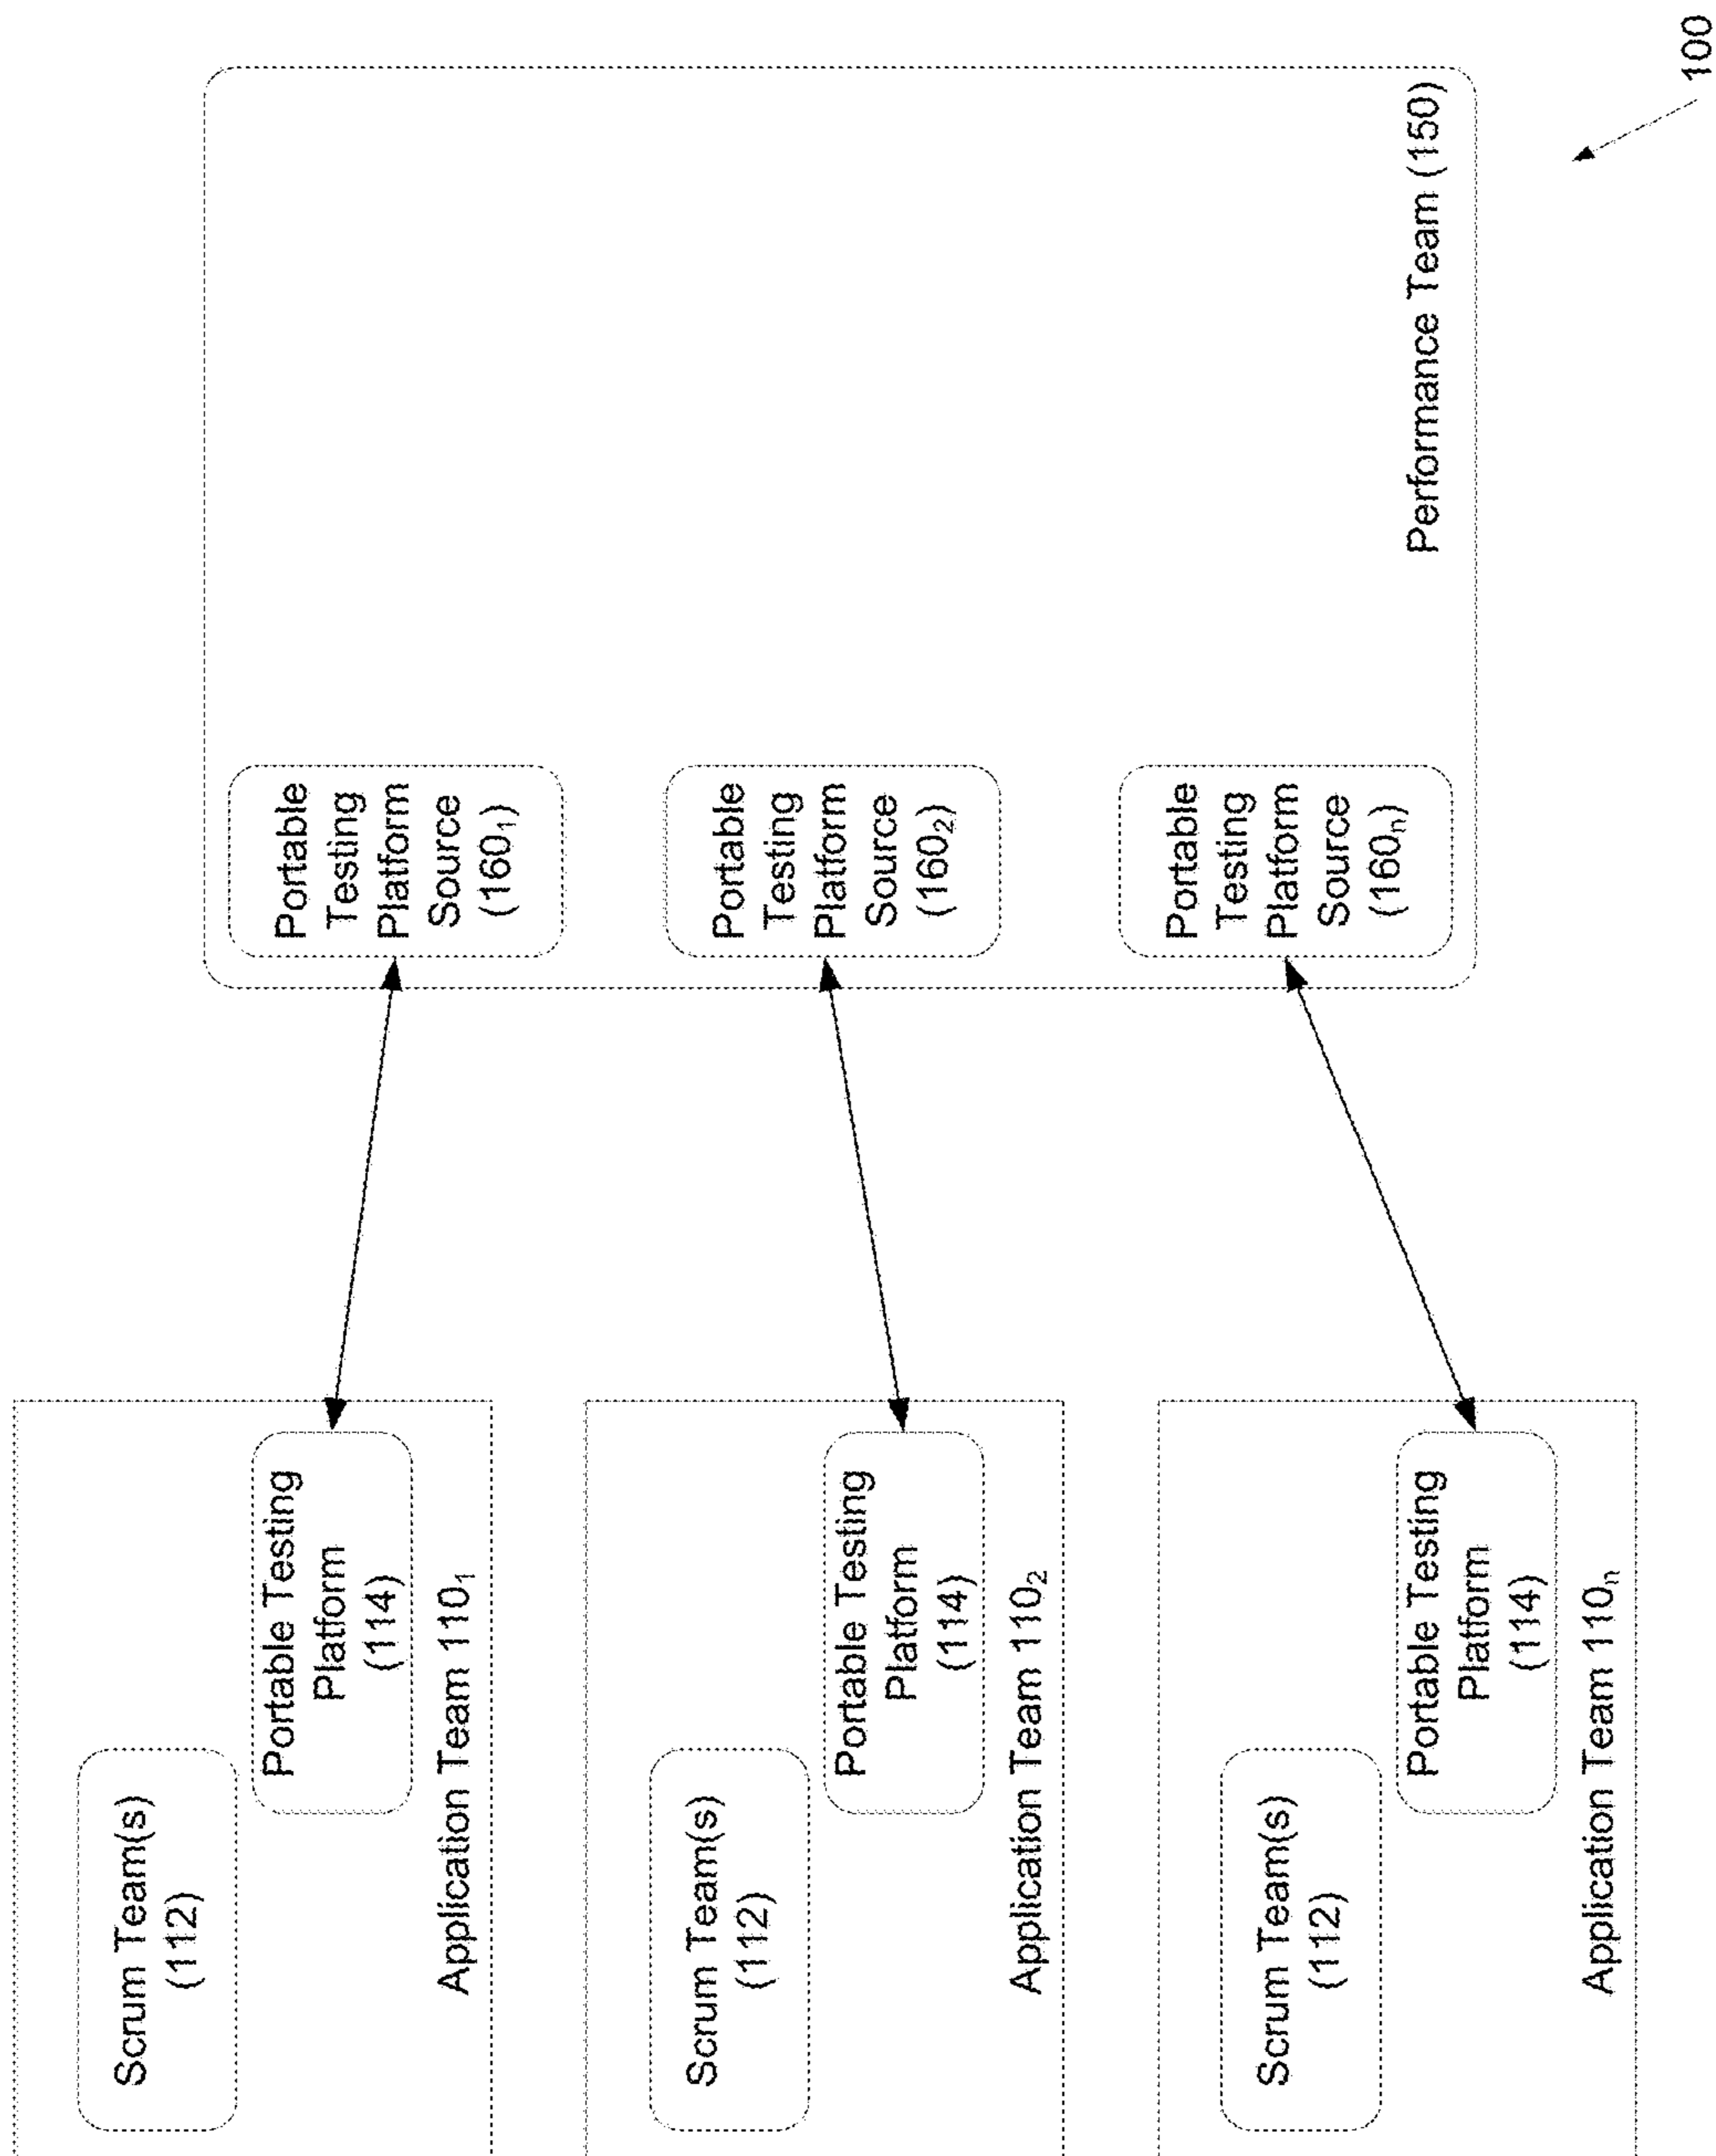 Scrum Team(s)
(112)
Portable Testing
Platform
(114)
Application Team 110₁
Scrum Team(s)
(112)
Portable Testing
Platform
(114)
Application Team 110₂
Scrum Team(s)
(112)
Portable Testing
Platform
(114)
Application Team 110ₙ
Portable
Testing
Platform
Source
(160₁)
Portable
Testing
Platform
Source
(160₂)
Portable
Testing
Platform
Source
(160ₙ)
Performance Team (150)
100